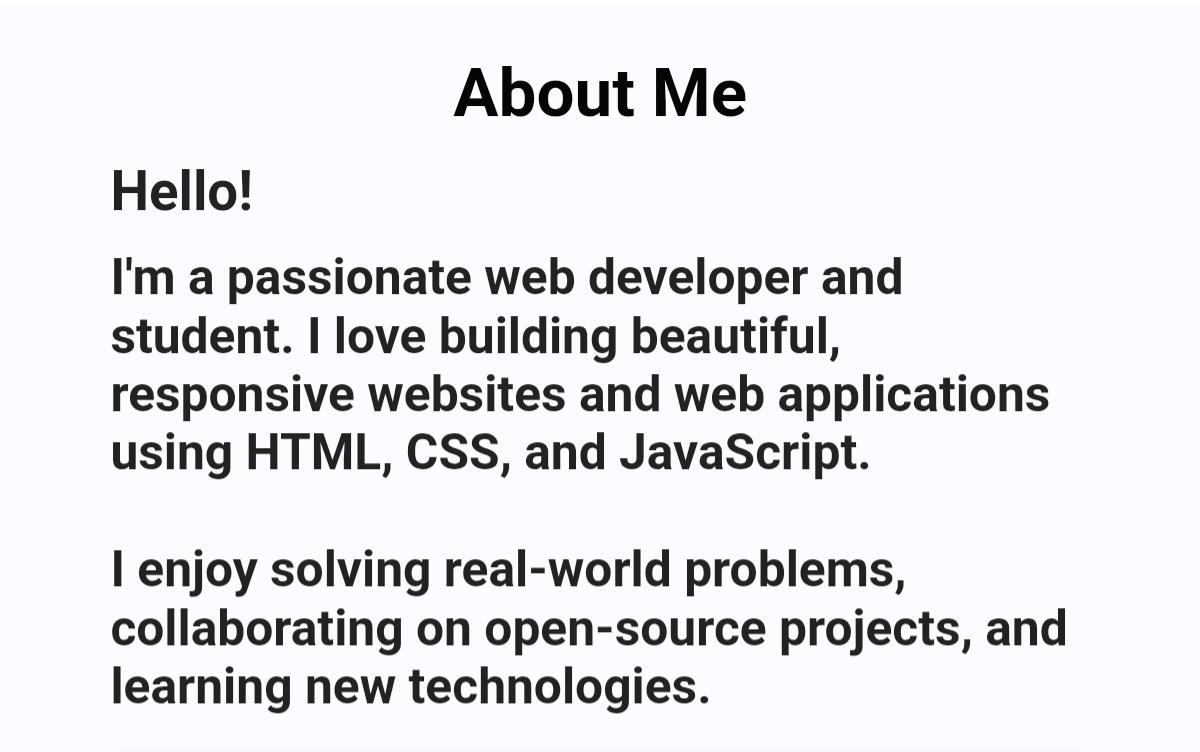 About Me
Hello!
I'm a passionate web developer and
student. I love building beautiful,
responsive websites and web applications
using HTML, CSS, and JavaScript.
I enjoy solving real-world problems,
collaborating on open-source projects, and
learning new technologies.